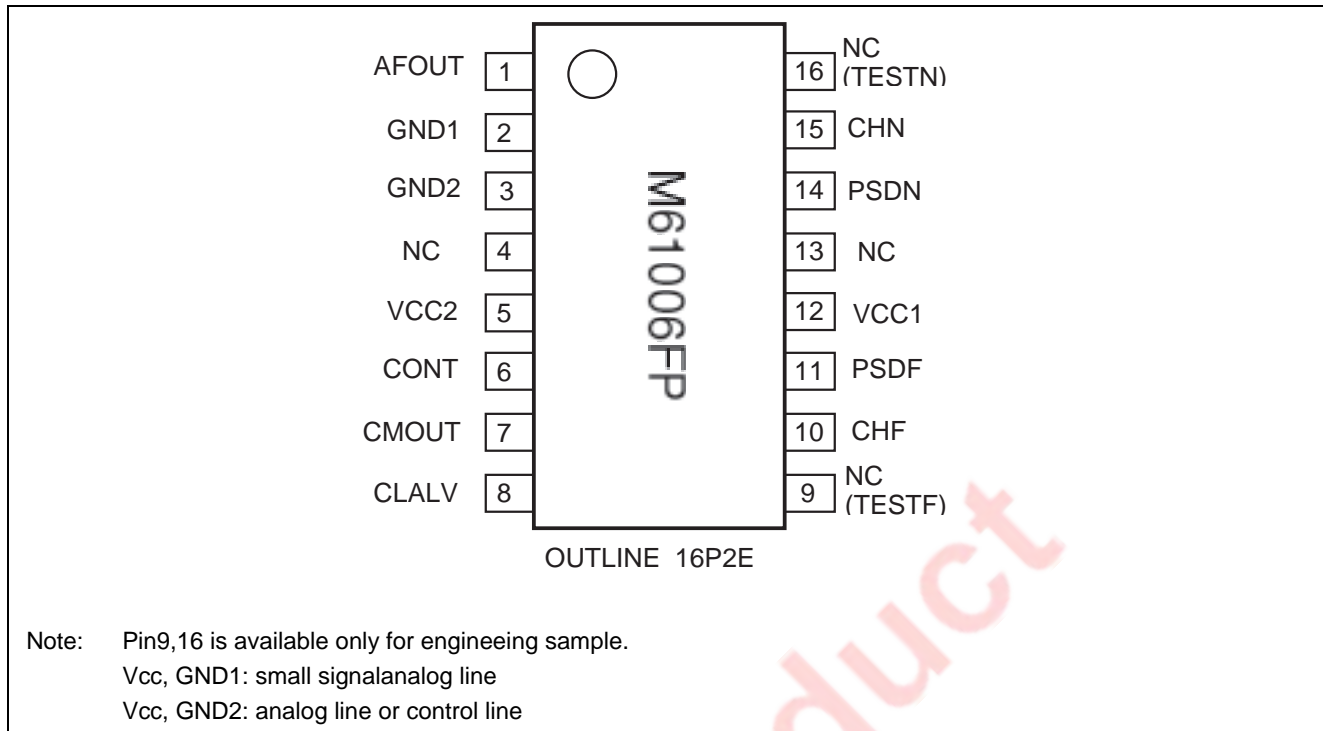 AFOUT 1
GND1 2
GND2 3
NC 4
VCC2 5
CONT 6
CMOUT 7
CLALV 8
M61006FP
NC
16 (TESTN)
15 CHN
14 PSDN
13 NC
12 VCC1
11 PSDF
10 CHF
NC
9 (TESTF)
OUTLINE 16P2E
Note: Pin9,16 is available only for engineeing sample.
Vcc, GND1: small signalanalog line
Vcc, GND2: analog line or control line
duct